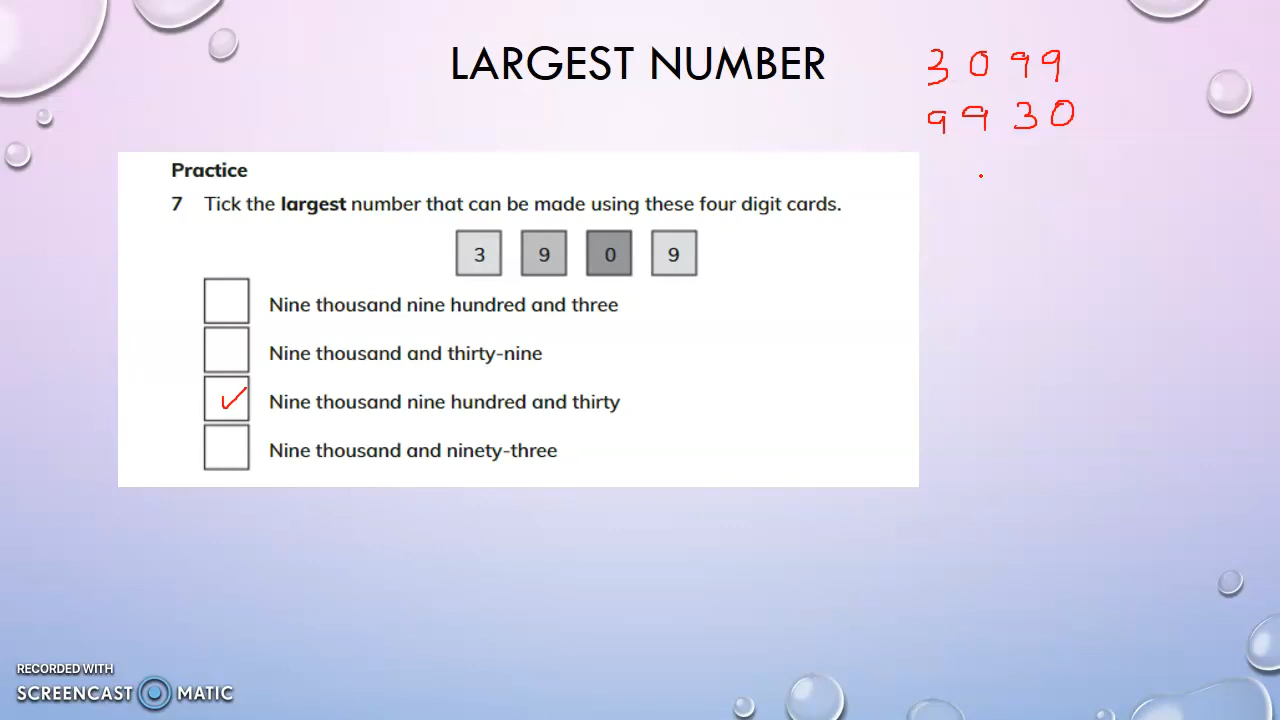 LARGEST NUMBER
3 0 9 9
9 9 3 0
Practice
7 Tick the largest number that can be made using these four digit cards.
3 9 0 9
Nine thousand nine hundred and three
Nine thousand and thirty-nine
Nine thousand nine hundred and thirty
Nine thousand and ninety-three
RECORDED WITH
SCREENCAST MATIC